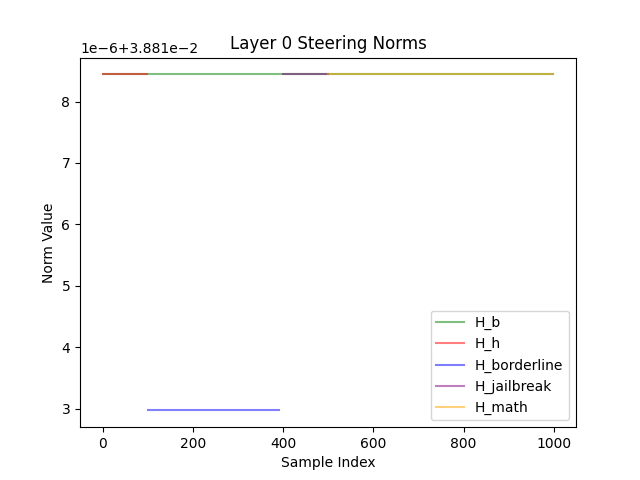 Layer 0 Steering Norms
1e-6+3.881e-2
8
7
6
5
4
3
Norm Value
0
200
400
600
800
1000
Sample Index
H_b
H_h
H_borderline
H_jailbreak
H_math